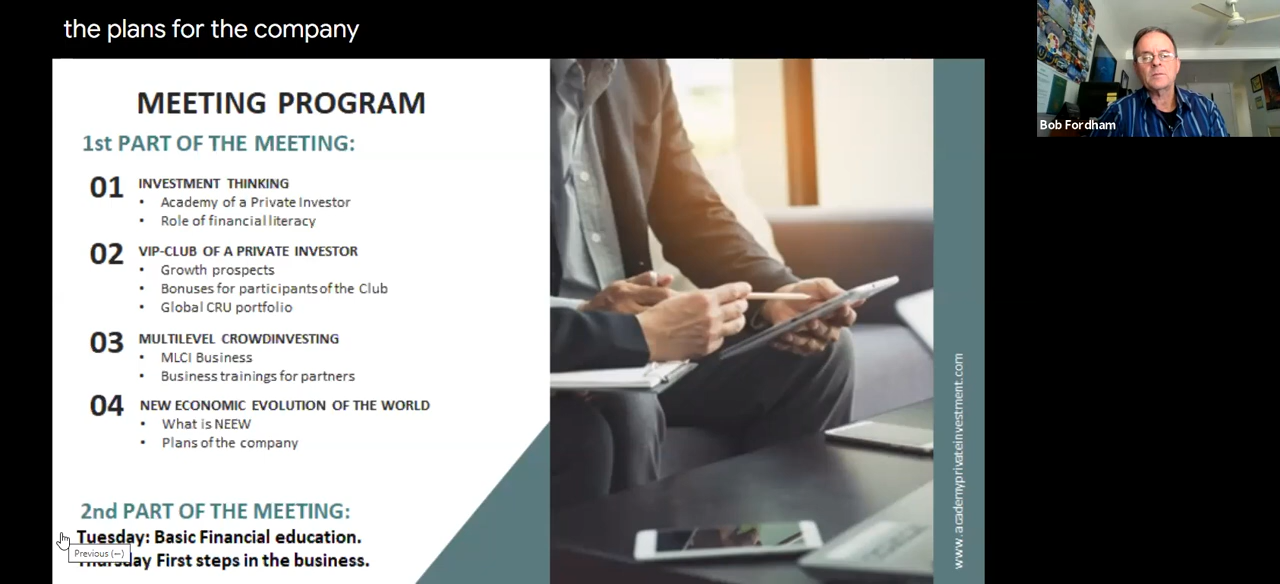 the plans for the company
MEETING PROGRAM
1st PART OF THE MEETING:
01 INVESTMENT THINKING
• Academy of a Private Investor
• Role of financial literacy
02 VIP-CLUB OF A PRIVATE INVESTOR
• Growth prospects
• Bonuses for participants of the Club
• Global CRU portfolio
03 MULTILEVEL CROWDINVESTING
• MLCI Business
• Business trainings for partners
04 NEW ECONOMIC EVOLUTION OF THE WORLD
• What is NEEW
• Plans of the company
2nd PART OF THE MEETING:
Tuesday: Basic Financial education.
Previous (←)
Thursday First steps in the business.
www.academyprivateinvestment.com
Bob Fordham